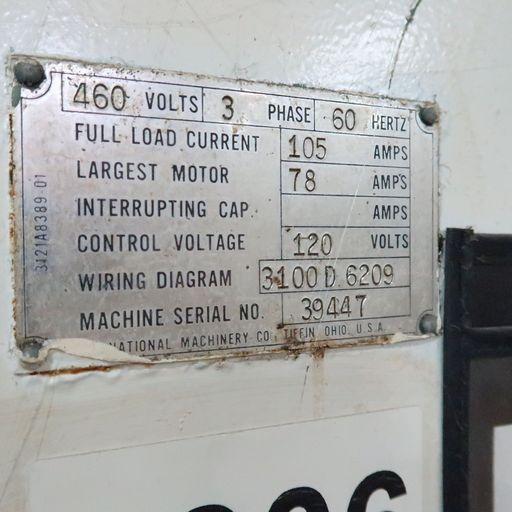 460 VOLTS 3 PHASE 60 HERTZ
FULL LOAD CURRENT 105 AMPS
LARGEST MOTOR 78 AMPS
INTERRUPTING CAP. AMPS
CONTROL VOLTAGE 120 VOLTS
WIRING DIAGRAM 3100 D 6209
MACHINE SERIAL NO. 39447
NATIONAL MACHINERY CO. TIFFIN, OHIO, U.S.A.
3421A8389-01